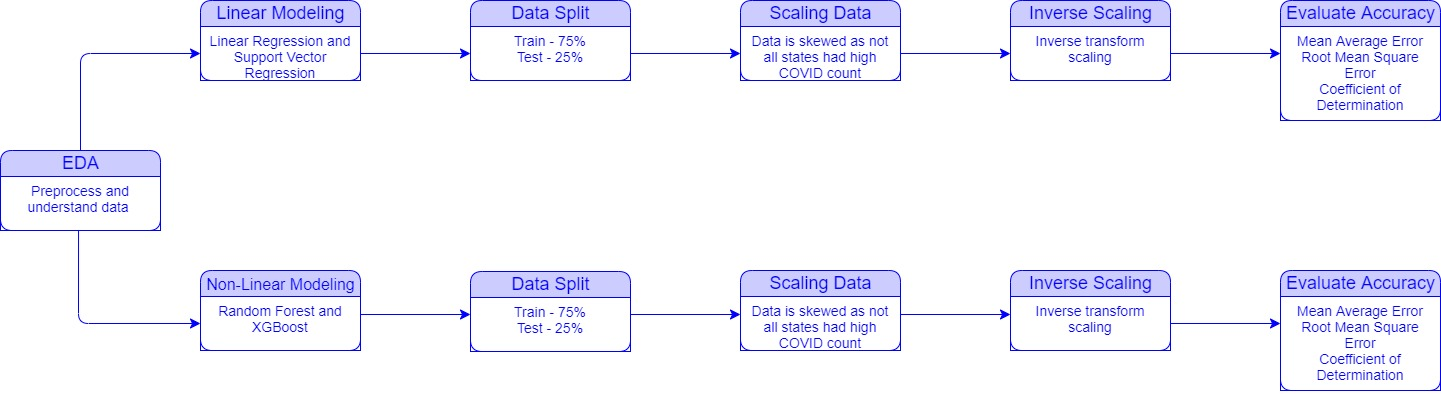 Linear Modeling
Linear Regression and
Support Vector
Regression
Data Split
Train - 75%
Test - 25%
Scaling Data
Data is skewed as not
all states had high
COVID count
Inverse Scaling
Inverse transform
scaling
Evaluate Accuracy
Mean Average Error
Root Mean Square
Error
Coefficient of
Determination
EDA
Preprocess and
understand data
Non-Linear Modeling
Random Forest and
XGBoost
Data Split
Train - 75%
Test - 25%
Scaling Data
Data is skewed as not
all states had high
COVID count
Inverse Scaling
Inverse transform
scaling
Evaluate Accuracy
Mean Average Error
Root Mean Square
Error
Coefficient of
Determination